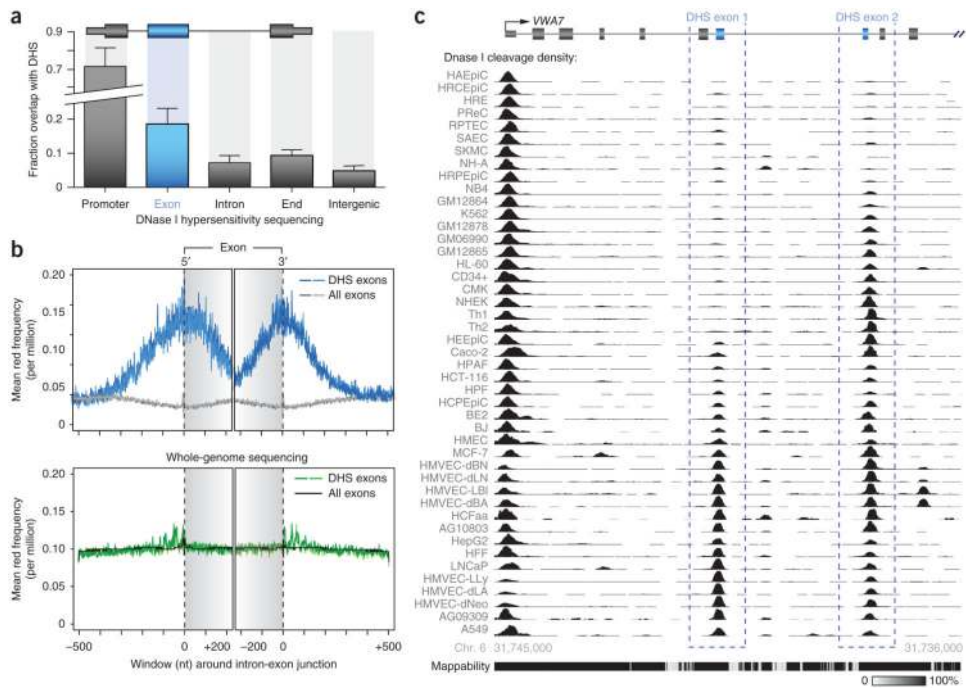 a
0.9
0.7
0.2
0.1
0
Fraction overlap with DHS
Promoter Exon Intron End Intergenic
DNase I hypersensitivity sequencing
b
Exon
5′ 3′
0.20
0.15
0.10
0.05
0
Mean red frequency
(per million)
DHS exons
All exons
Whole-genome sequencing
0.20
0.15
0.10
0.05
0
Mean red frequency
(per million)
DHS exons
All exons
−500 0 +200 −200 0 +500
Window (nt) around intron-exon junction
c
VWA7
DHS exon 1 DHS exon 2
Dnase I cleavage density:
HAEpiC
HRCEpiC
HRE
PReC
RPTEC
SAEC
SKMC
NH-A
HRPEpiC
NB4
GM12864
K562
GM12878
GM06990
GM12865
HL-60
CD34+
CMK
NHEK
Th1
Th2
HEEpiC
Caco-2
HPAF
HCT-116
HPF
HCPEpiC
BE2
BJ
HMEC
MCF-7
HMVEC-dBN
HMVEC-dLN
HMVEC-LBl
HMVEC-dBA
HCFaa
AG10803
HepG2
HFF
LNCaP
HMVEC-LLy
HMVEC-dLA
HMVEC-dNeo
AG09309
A549
Chr. 6 31,745,000 31,736,000
Mappability
0 100%